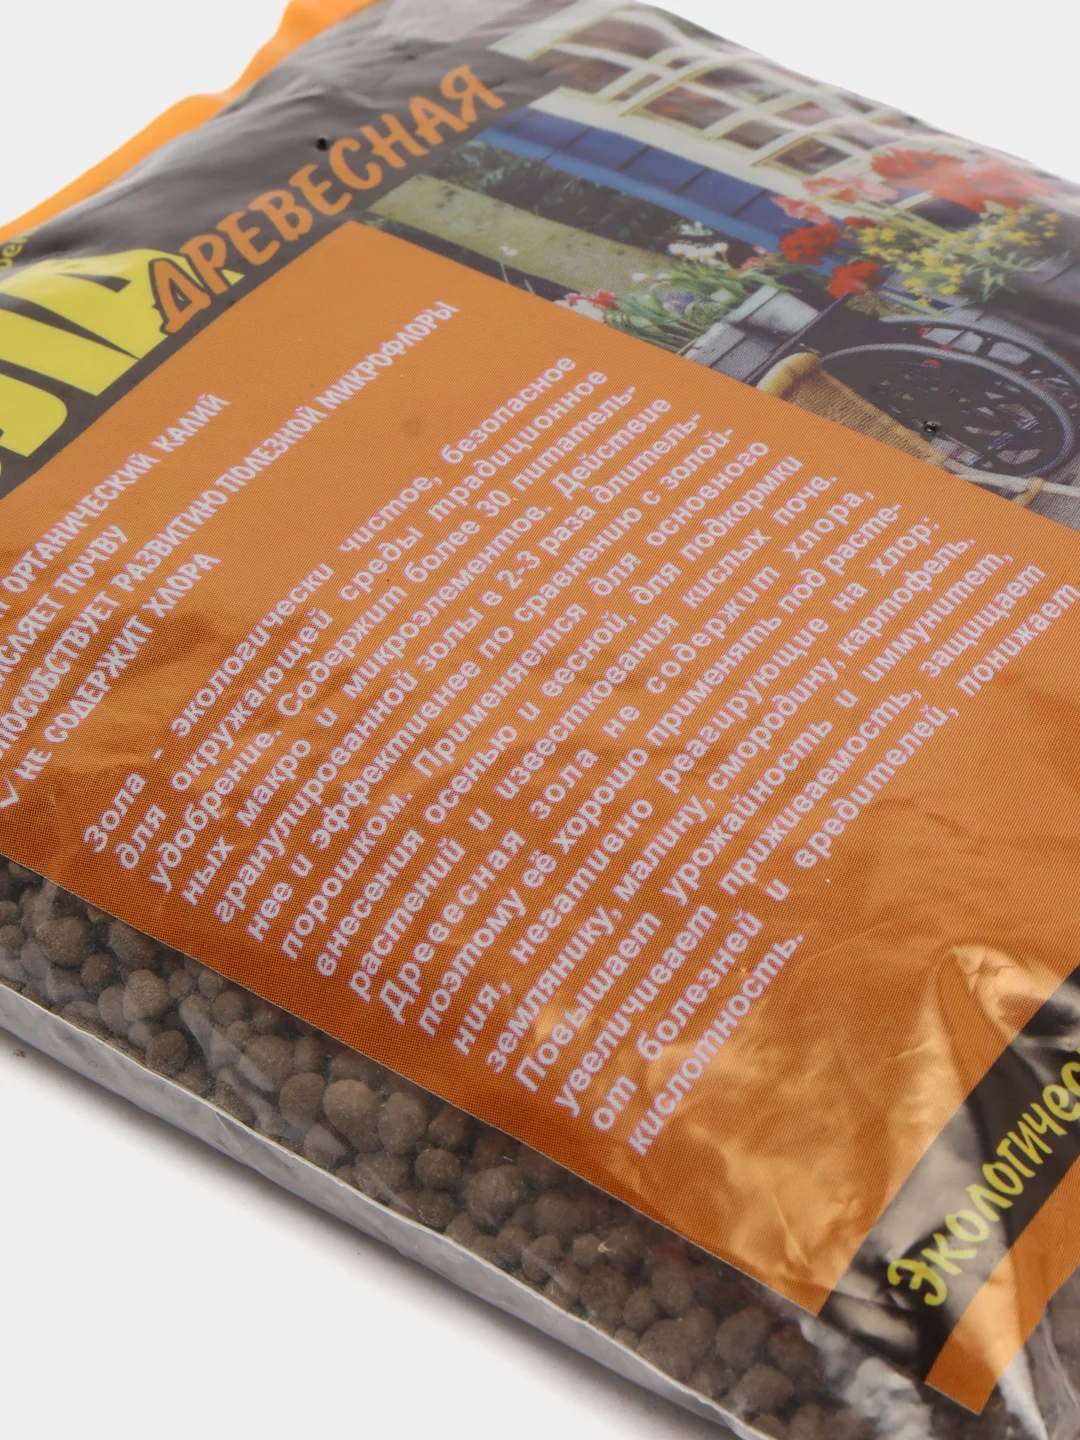 ЛА
ДРЕВЕСНАЯ
ОРГАНИЧЕСКИЙ КАЛИЙ
ПОЧВУ
РАЗВИТИЮ ПОЛЕЗНОЙ МИКРОФЛОРЫ
✓ НЕ СОДЕРЖИТ ХЛОРА
Зола - экологически чистое, безопасное
для окружающей среды традиционное
удобрение. Содержит более 30 питатель-
ных макро и микроэлементов. Действие
гранулированной золы в 2-3 раза длитель-
нее и эффективнее по сравнению с золой-
порошком. Применяется для основного
внесения осенью и весной, для подкормки
растений и известкования кислых почв.
Древесная зола не содержит хлора,
поэтому её хорошо применять под расте-
ния, негативно реагирующие на хлор:
землянику, малину, смородину, картофель.
Повышает урожайность и иммунитет,
увеличивает приживаемость, защищает
от болезней и вредителей, понижает
кислотность.